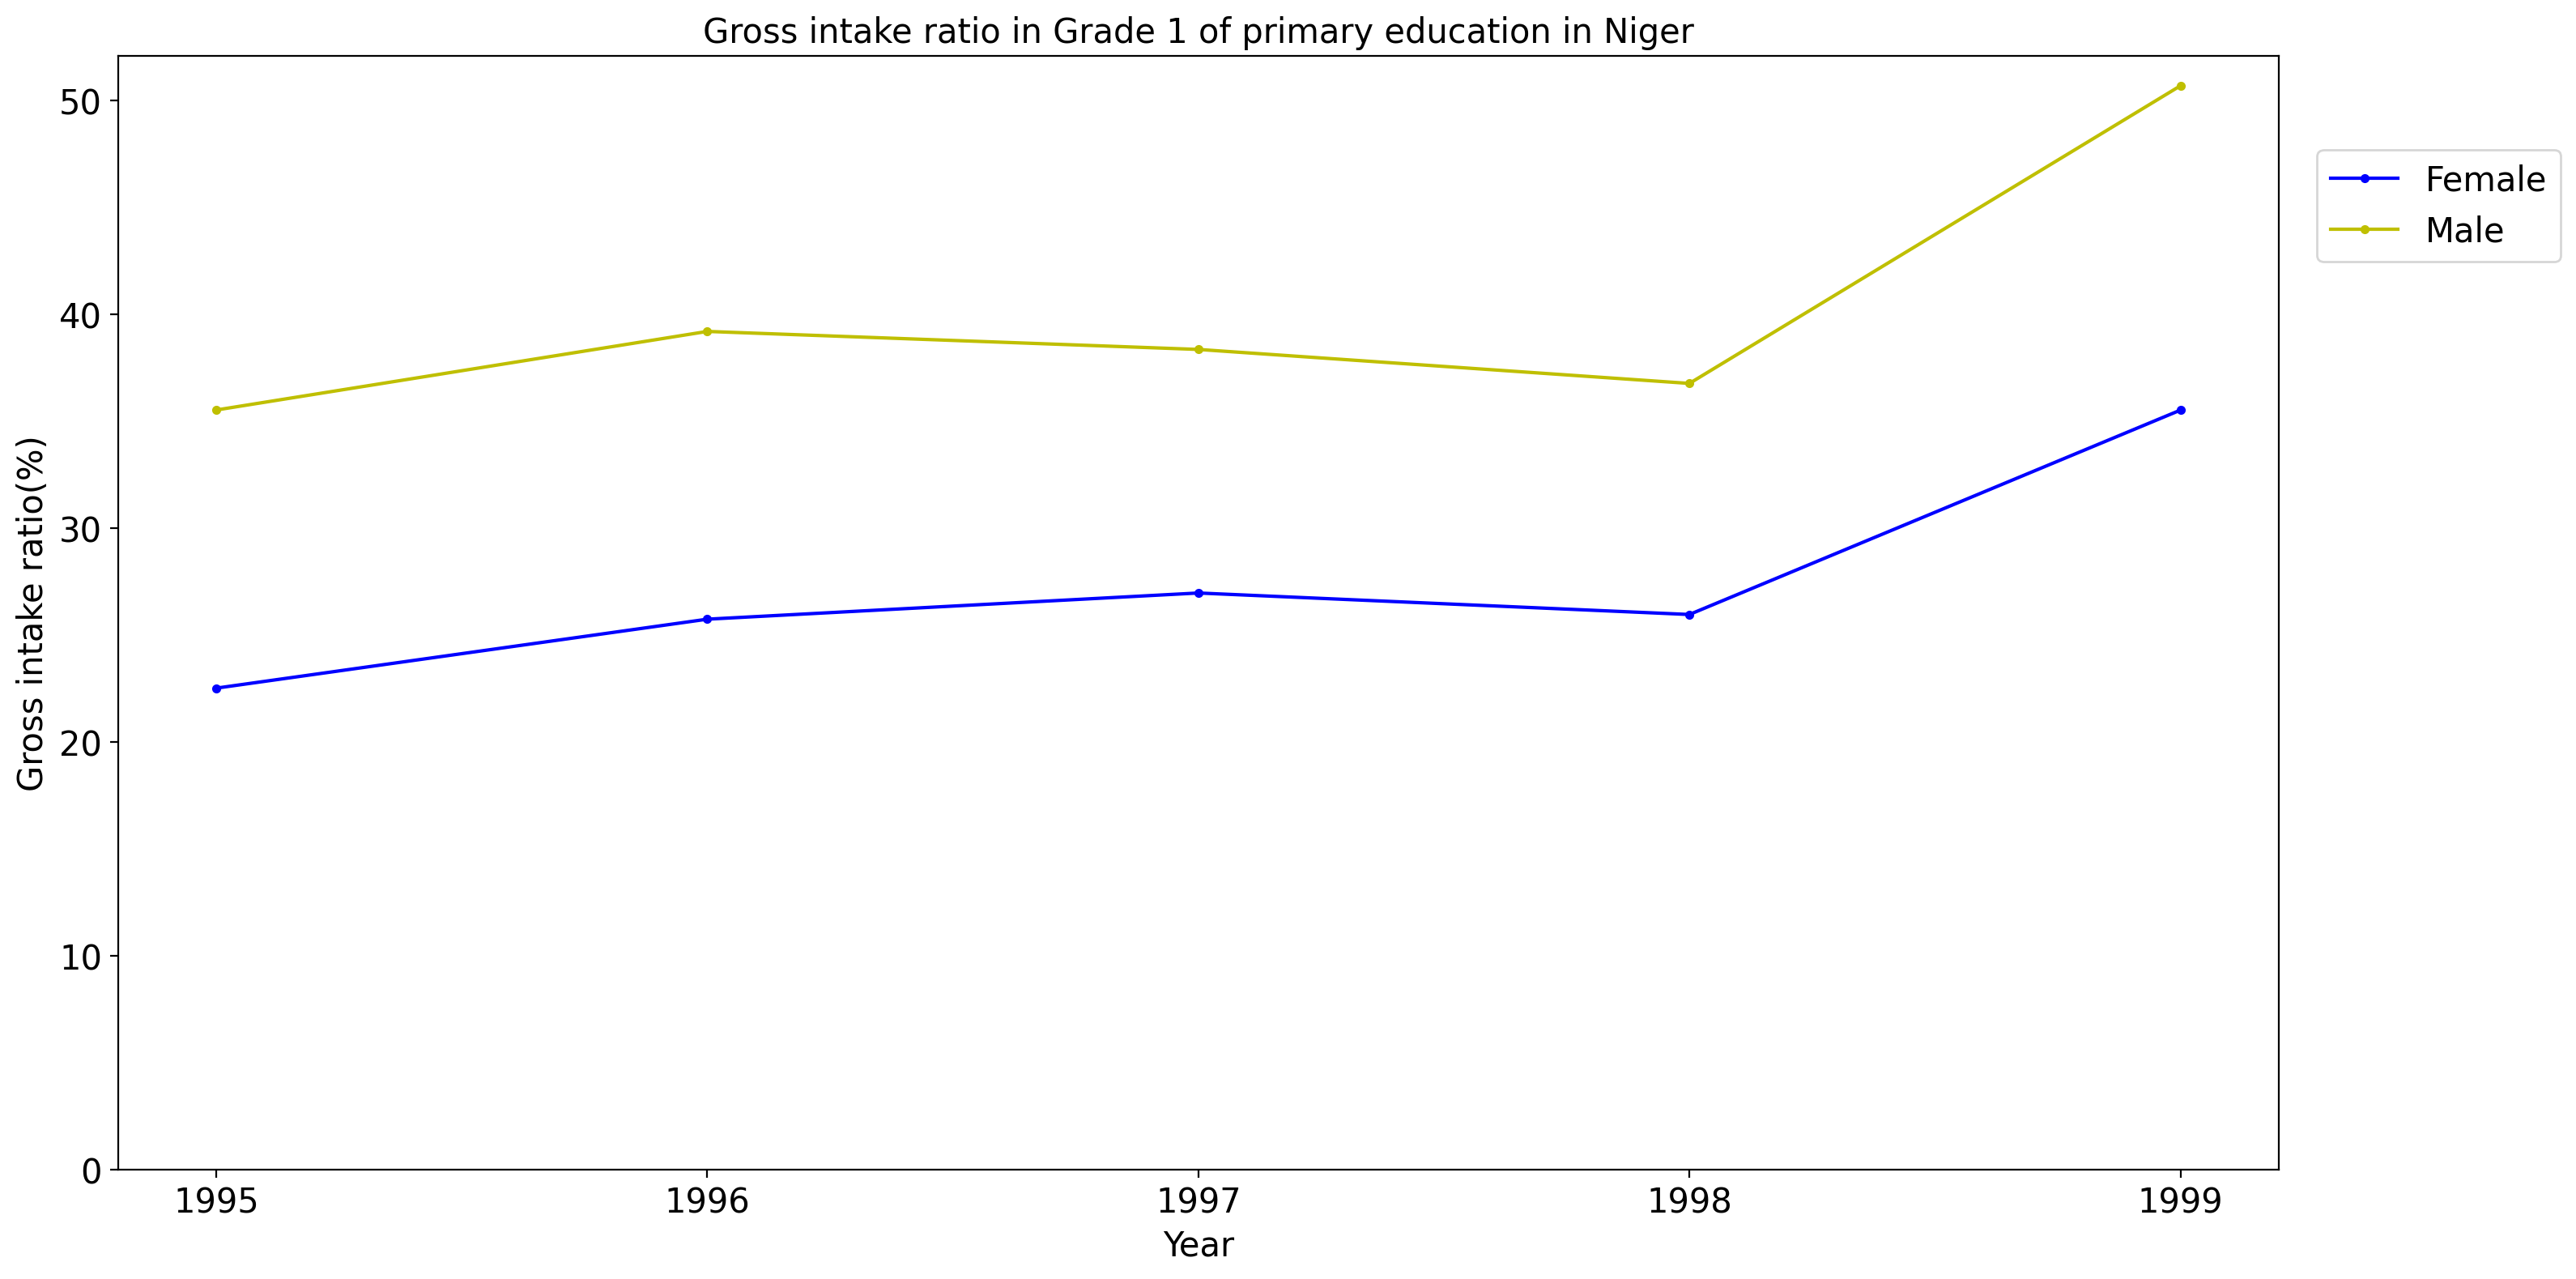 Gross intake ratio in Grade 1 of primary education in Niger
Gross intake ratio(%)
50
40
30
20
10
0
1995 1996 1997 1998 1999
Year
Female
Male